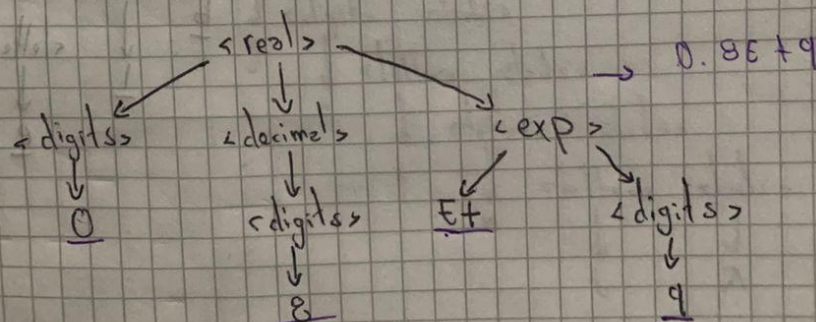 <real>
→ 0.8E+9
<digits> <decimal> <exp>
0 <digits> E+ <digits>
8 9